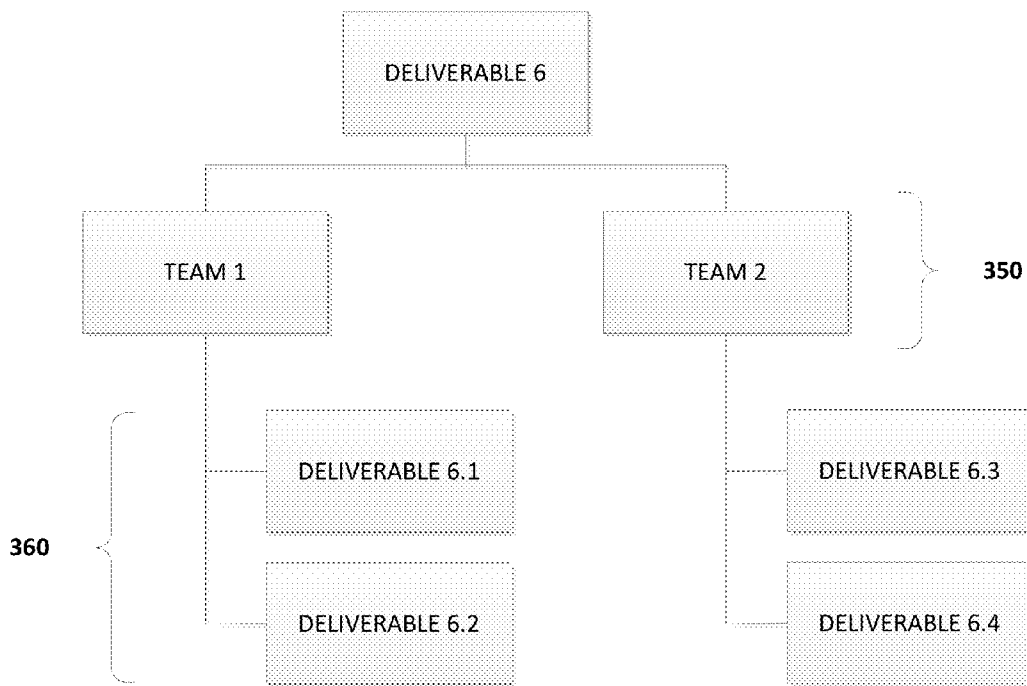 DELIVERABLE 6
TEAM 1
TEAM 2
350
DELIVERABLE 6.1
DELIVERABLE 6.3
360
DELIVERABLE 6.2
DELIVERABLE 6.4